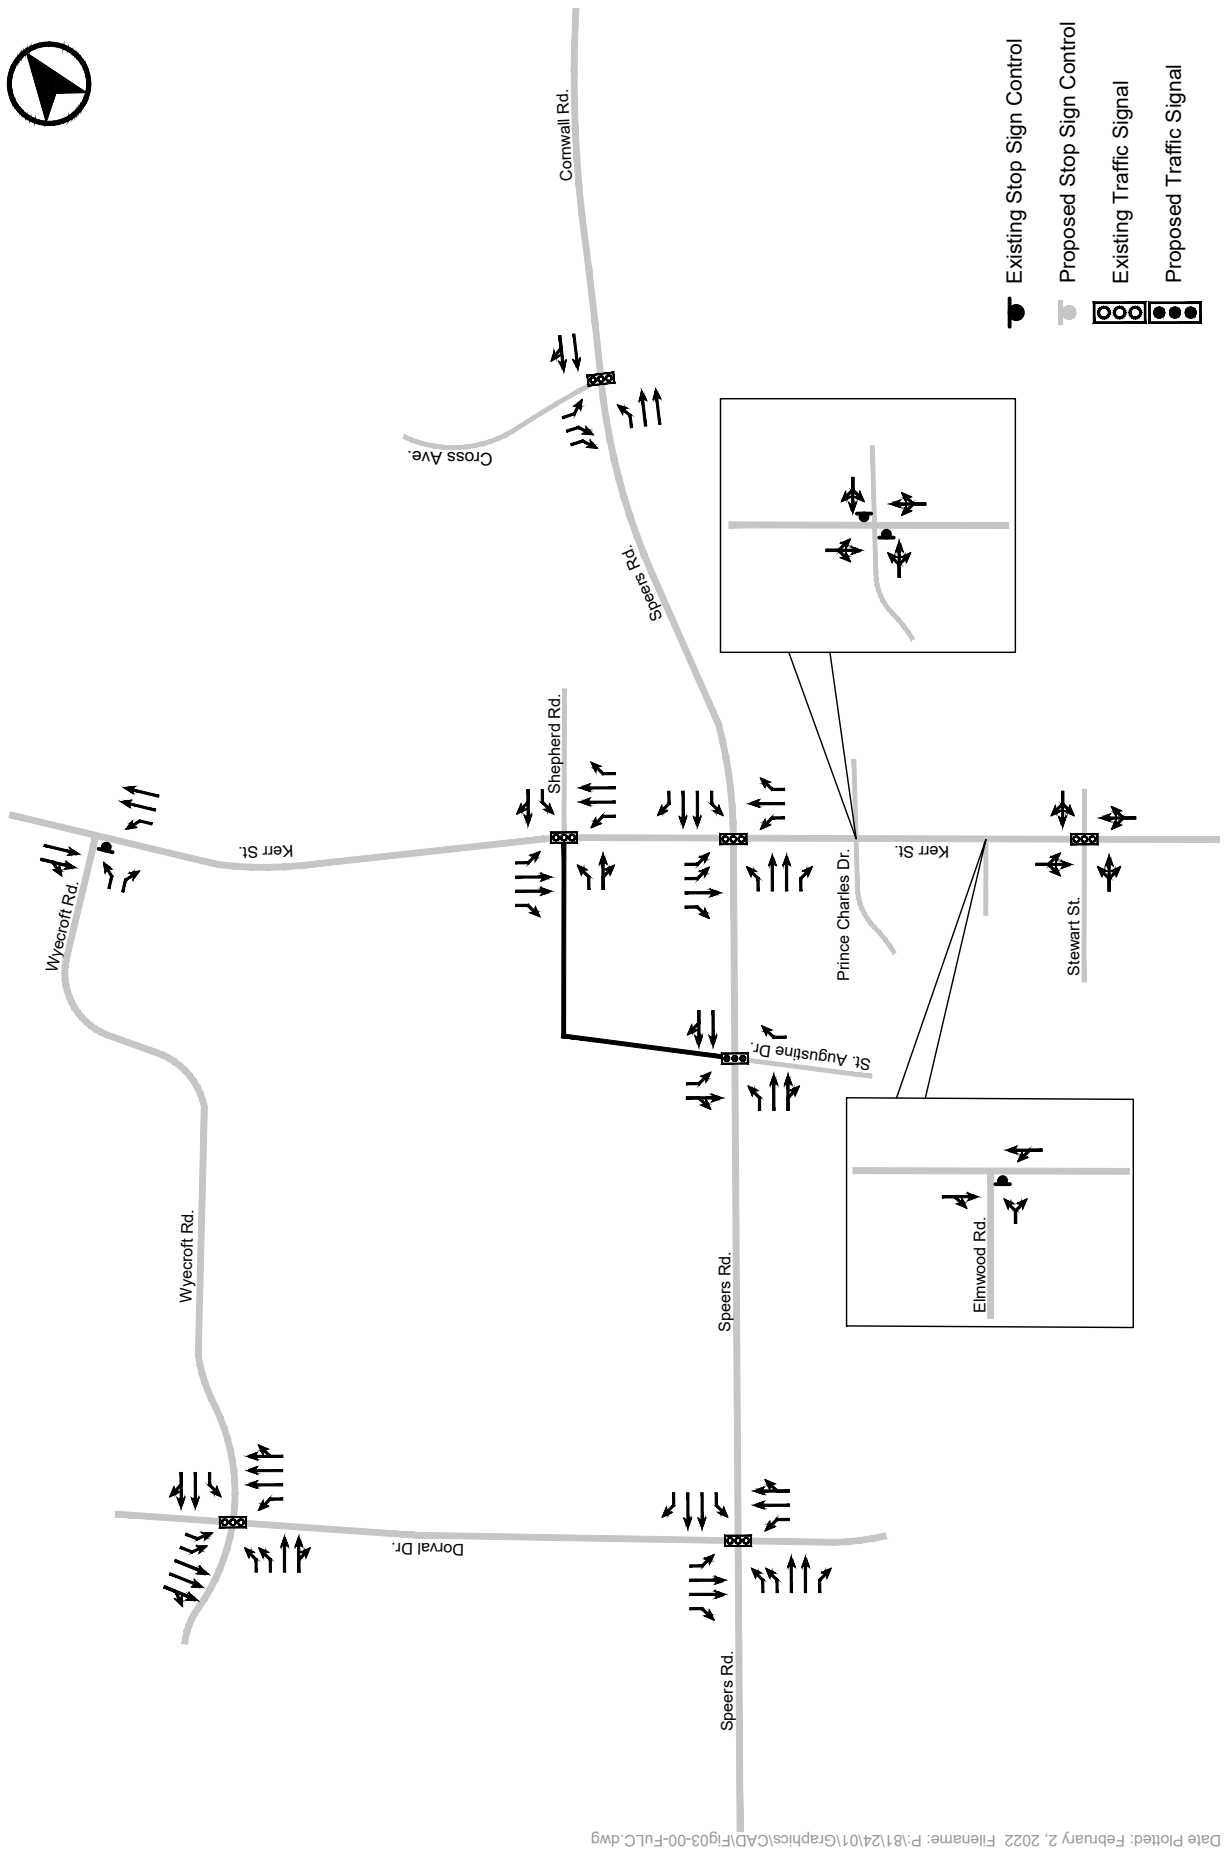 Cornwall Rd.
Existing Stop Sign Control
Proposed Stop Sign Control
Existing Traffic Signal
Proposed Traffic Signal
Cross Ave.
Speers Rd.
Shepherd Rd.
Kerr St.
Wyecroft Rd.
Prince Charles Dr.
Kerr St.
Stewart St.
St. Augustine Dr.
Wyecroft Rd.
Speers Rd.
Elmwood Rd.
Dorval Dr.
Speers Rd.
Date Plotted: February 2, 2022 Filename: P:\81\24\01\Graphics\CAD\Fig03-00-FuLC.dwg